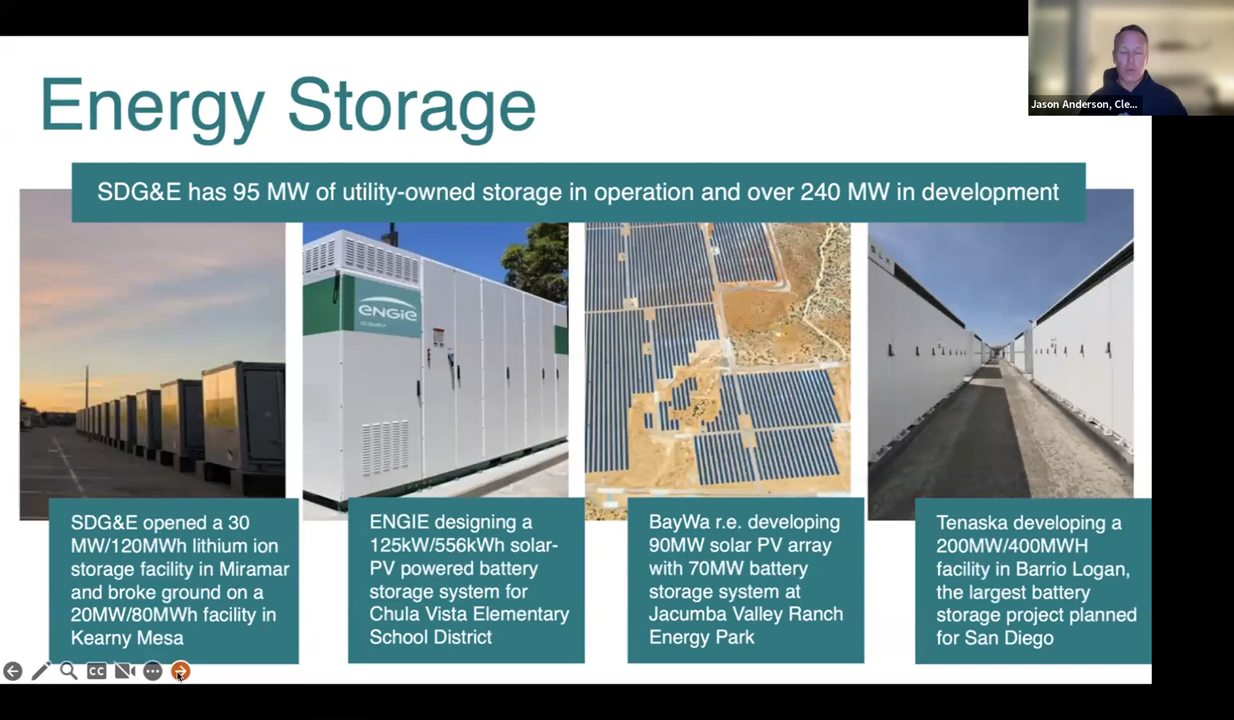 Energy Storage
Jason Anderson, Cle...
SDG&E has 95 MW of utility-owned storage in operation and over 240 MW in development
ENGIE
SDG&E opened a 30
MW/120MWh lithium ion
storage facility in Miramar
and broke ground on a
20MW/80MWh facility in
Kearny Mesa
ENGIE designing a
125kW/556kWh solar-
PV powered battery
storage system for
Chula Vista Elementary
School District
BayWa r.e. developing
90MW solar PV array
with 70MW battery
storage system at
Jacumba Valley Ranch
Energy Park
Tenaska developing a
200MW/400MWH
facility in Barrio Logan,
the largest battery
storage project planned
for San Diego
CC